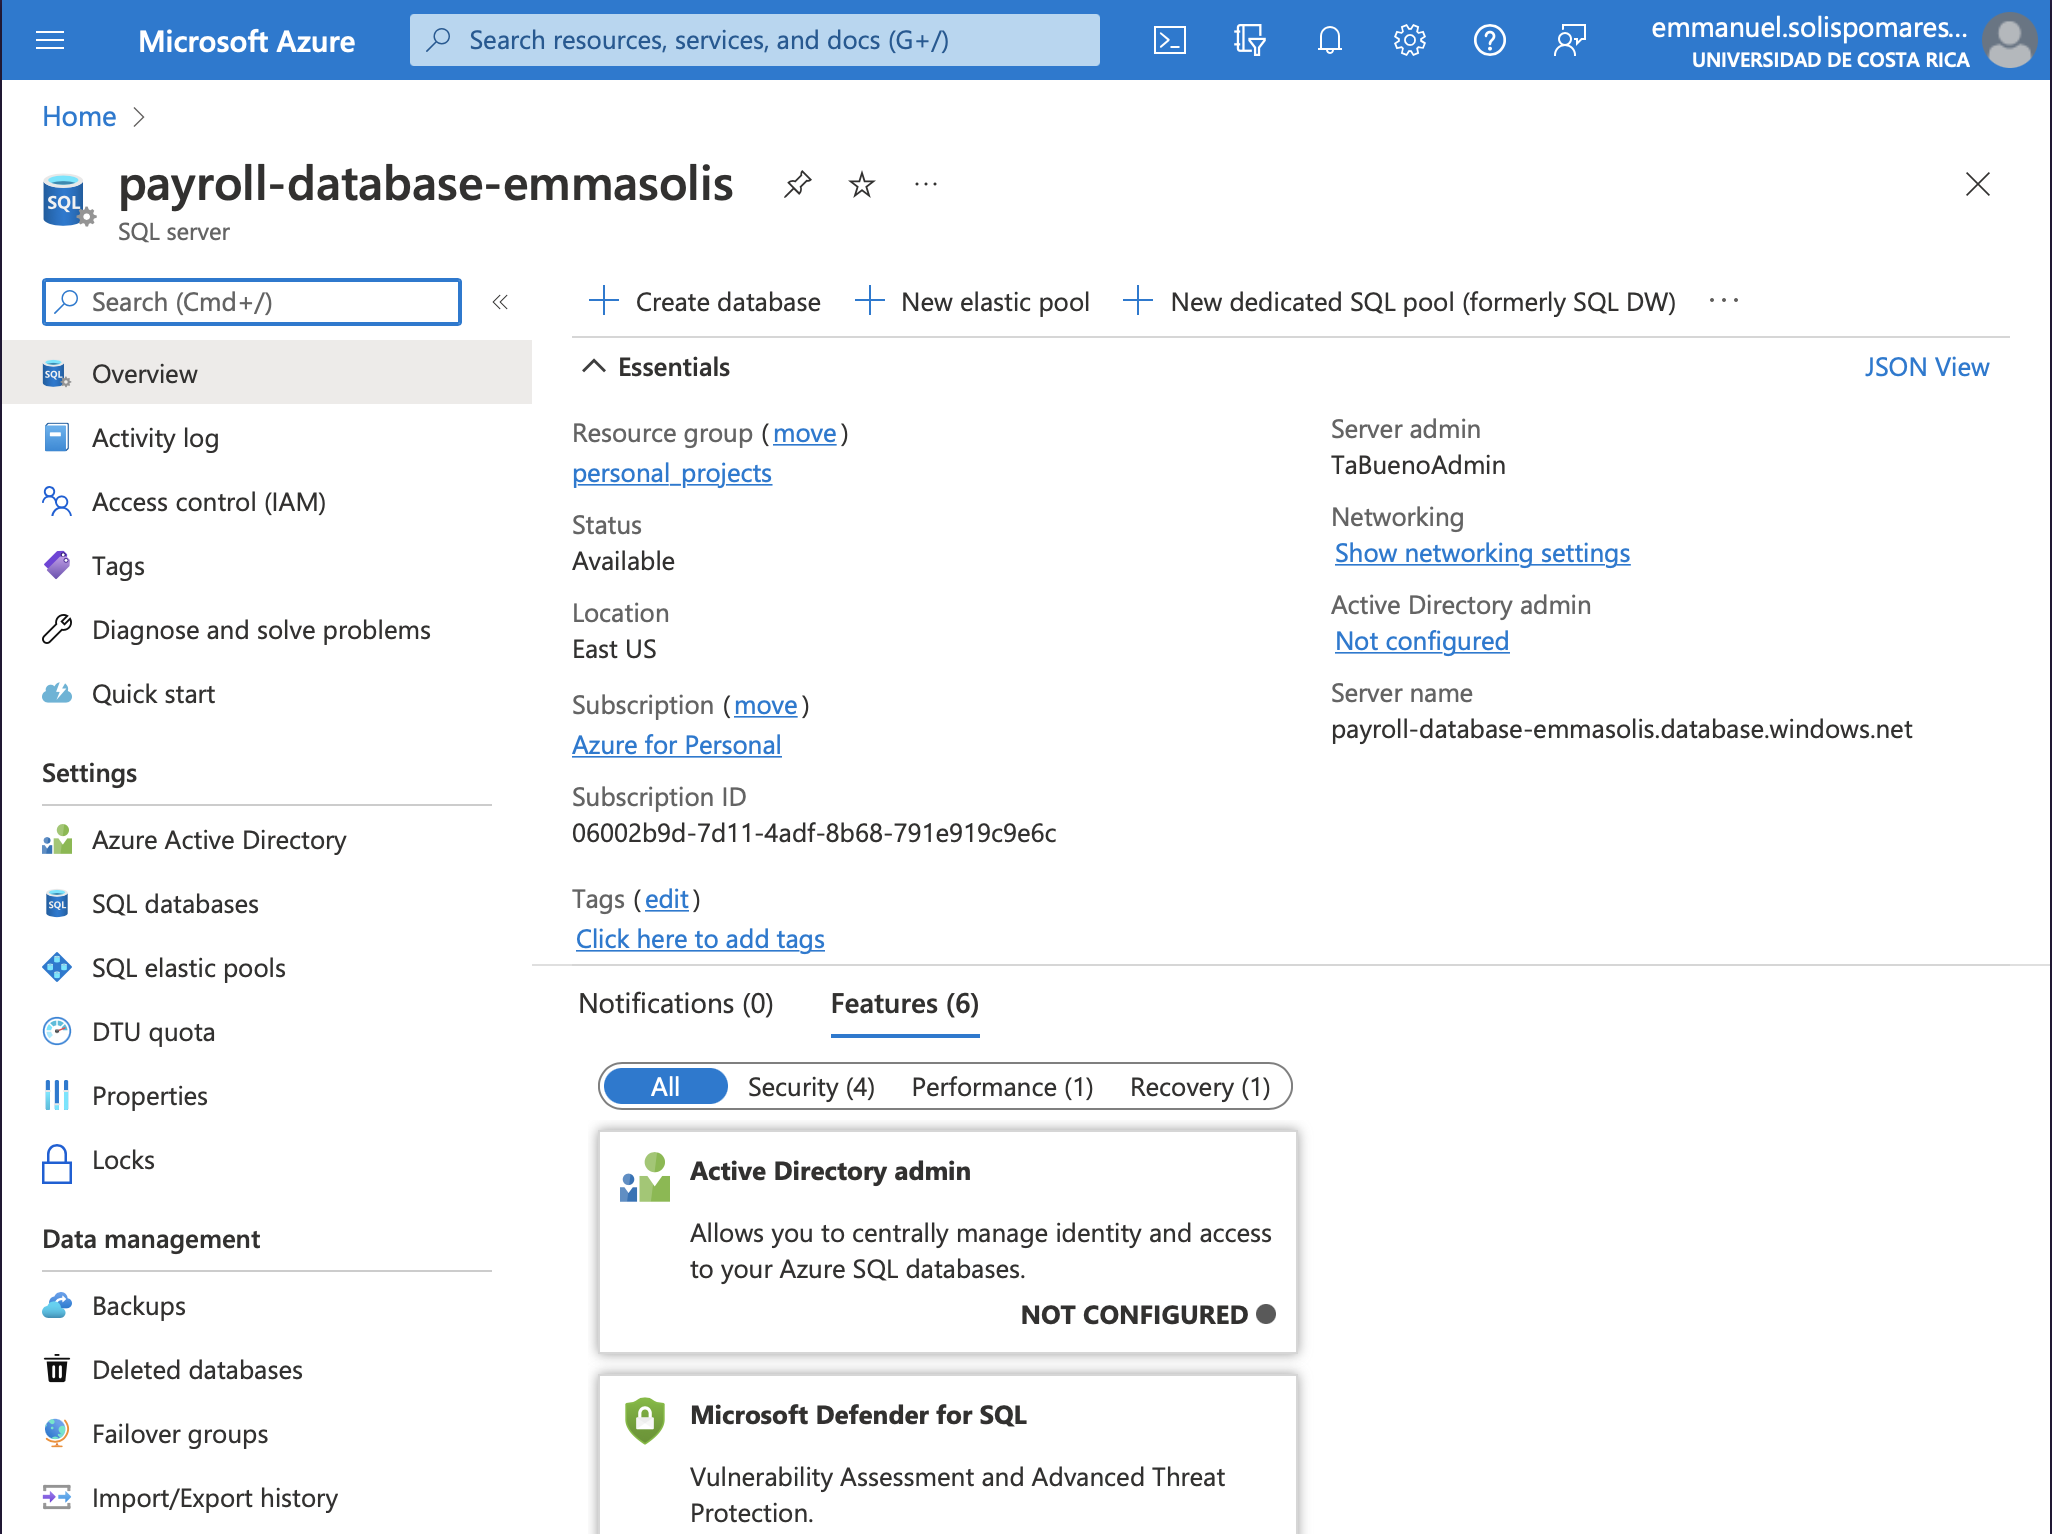 Microsoft Azure
Search resources, services, and docs (G+/)
emmanuel.solispomares...
UNIVERSIDAD DE COSTA RICA
Home
payroll-database-emmasolis
SQL server
SQL
Search (Cmd+/)
Create database
New elastic pool
New dedicated SQL pool (formerly SQL DW)
Overview
Activity log
Access control (IAM)
Tags
Diagnose and solve problems
Quick start
Settings
Azure Active Directory
SQL databases
SQL elastic pools
DTU quota
Properties
Locks
Data management
Backups
Deleted databases
Failover groups
Import/Export history
Essentials
JSON View
Resource group (move)
personal_projects
Status
Available
Location
East US
Subscription (move)
Azure for Personal
Subscription ID
06002b9d-7d11-4adf-8b68-791e919c9e6c
Tags (edit)
Click here to add tags
Server admin
TaBuenoAdmin
Networking
Show networking settings
Active Directory admin
Not configured
Server name
payroll-database-emmasolis.database.windows.net
Notifications (0)
Features (6)
All
Security (4)
Performance (1)
Recovery (1)
Active Directory admin
Allows you to centrally manage identity and access
to your Azure SQL databases.
NOT CONFIGURED
Microsoft Defender for SQL
Vulnerability Assessment and Advanced Threat
Protection.